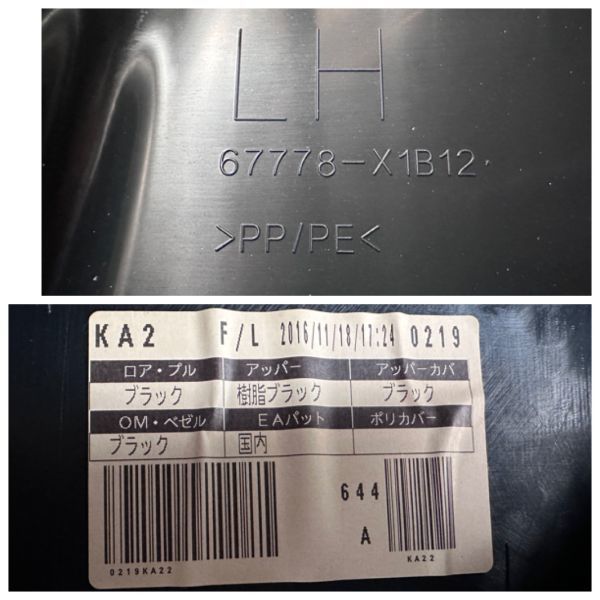 LH
67778-X1B12
>PP/PE<
KA2 F/L 2016/11/18/17:24 0219
ロア・プル アッパー アッパーカバ
ブラック 樹脂ブラック ブラック
OM・ベゼル EAパット ポリカバー
ブラック 国内
644
A
0219KA22 KA22